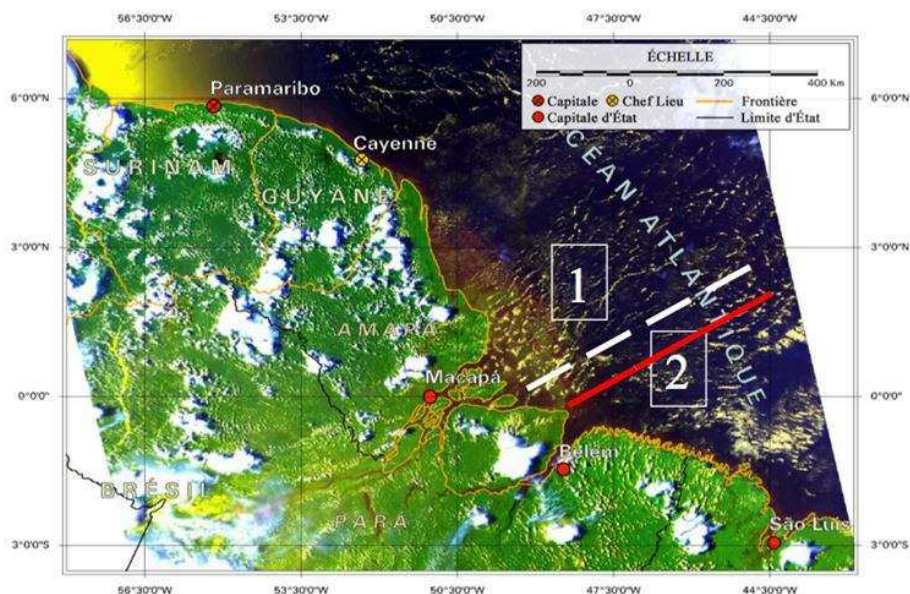 56°30'0"W 53°30'0"W 50°30'0"W 47°30'0"W 44°30'0"W
ÉCHELLE
200 0 200 400 Km
Capitale Chef Lieu Frontière
Capitale d'État Limite d'État
6°0'0"N 6°0'0"N
Paramaribo
Cayenne
SURINAM
GUYANE
OCÉAN ATLANTIQUE
3°0'0"N 3°0'0"N
1
AMAPÁ
2
Macapá
0°0'0" 0°0'0"
Belém
BRÉSIL
PARÁ
São Luis
3°0'0"S 3°0'0"S
56°30'0"W 53°30'0"W 50°30'0"W 47°30'0"W 44°30'0"W